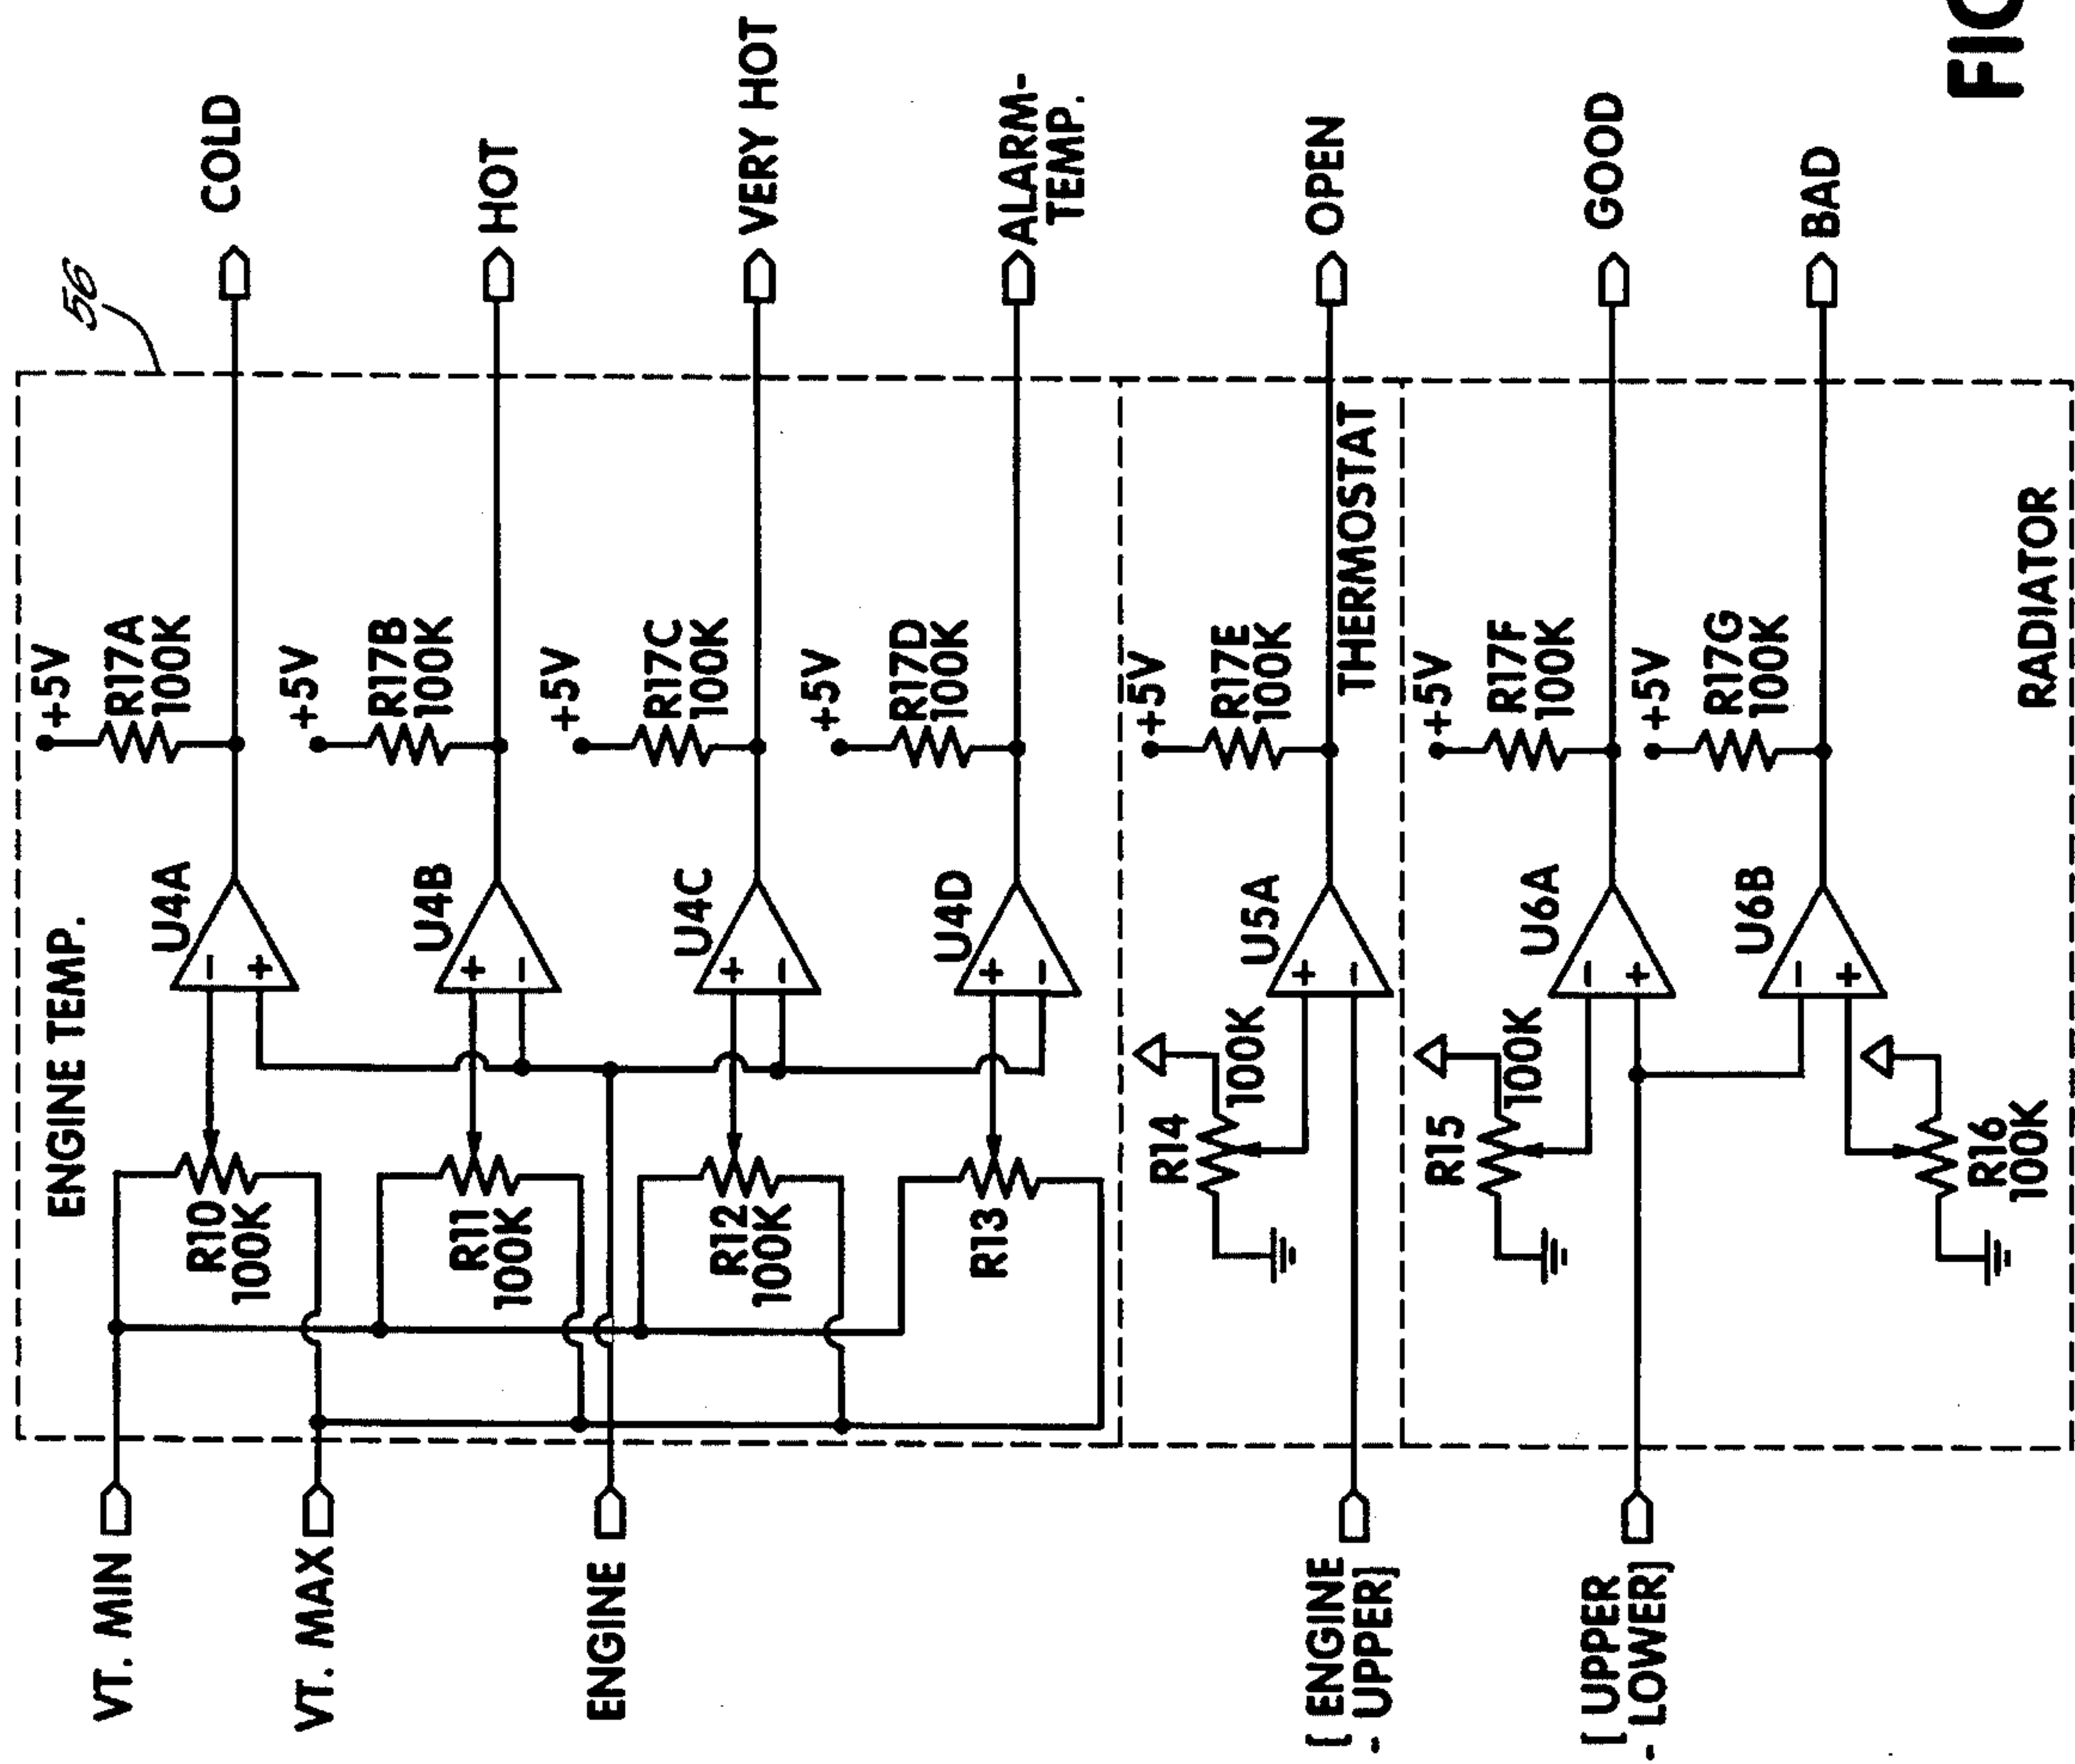 56
ENGINE TEMP.
VT. MIN
VT. MAX
ENGINE
R10
100K
R11
100K
R12
100K
R13
U4A
-
+
U4B
+
-
U4C
+
-
U4D
+
-
+5V
R17A
100K
+5V
R17B
100K
+5V
R17C
100K
+5V
R17D
100K
COLD
HOT
VERY HOT
ALARM-
TEMP.
[ ENGINE
- UPPER]
R14
100K
U5A
+
-
+5V
R17E
100K
THERMOSTAT
OPEN
[ UPPER
- LOWER]
R15
100K
U6A
-
+
+5V
R17F
100K
GOOD
R16
100K
U6B
-
+
+5V
R17G
100K
BAD
RADIATOR